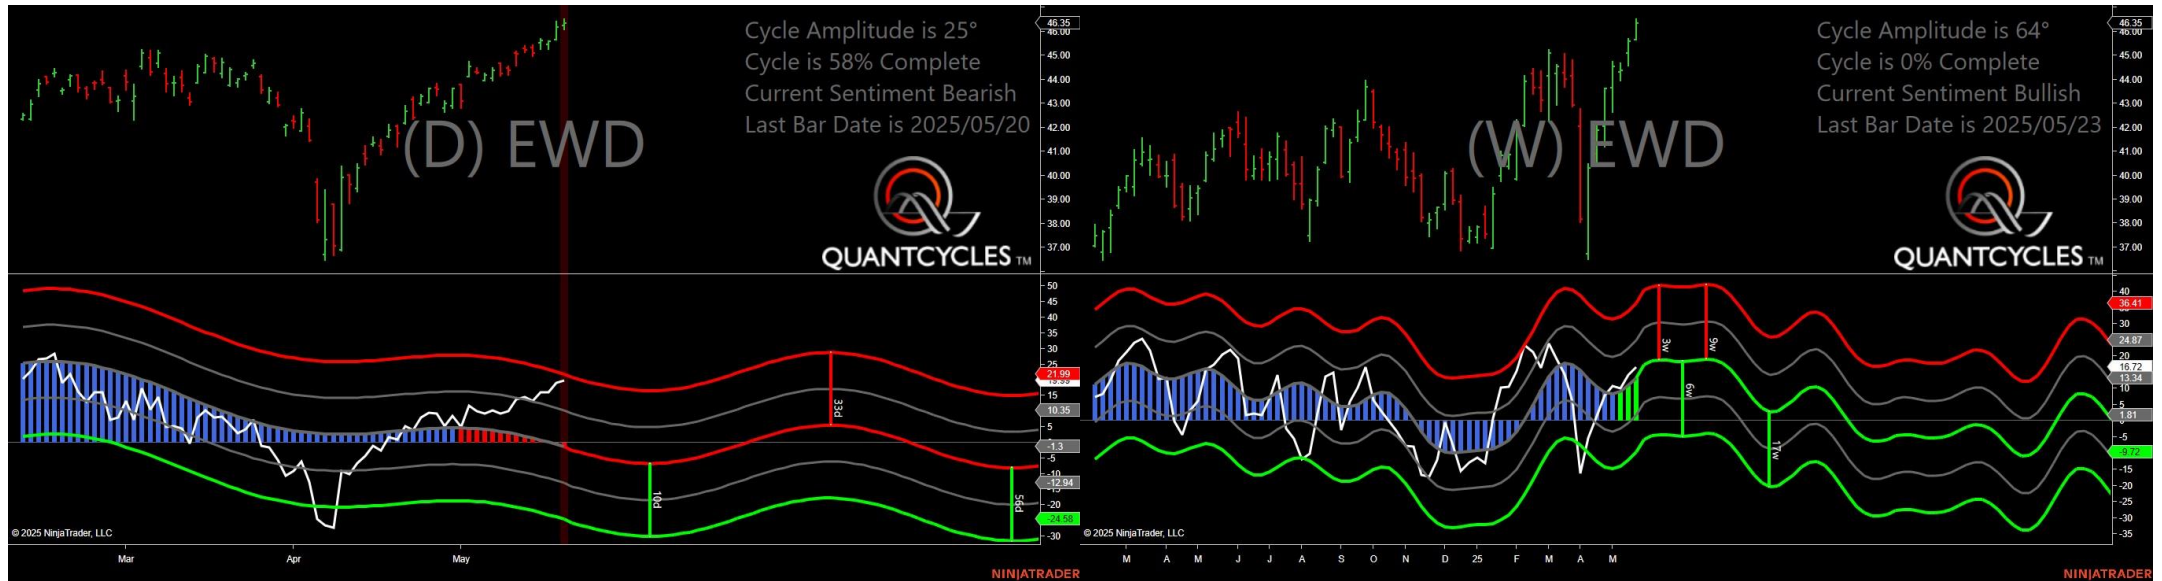 Cycle Amplitude is 25°
Cycle is 58% Complete
Current Sentiment Bearish
Last Bar Date is 2025/05/20
(D) EWD
QUANTCYCLES TM
46.35
46.00
45.00
44.00
43.00
42.00
41.00
40.00
39.00
38.00
37.00
50
45
40
35
30
25
21.99
19.99
15
10.35
5
-1.3
-5
-10
-12.94
-20
-24.58
-30
33d
10d
56d
© 2025 NinjaTrader, LLC
Mar Apr May
NINJATRADER
Cycle Amplitude is 64°
Cycle is 0% Complete
Current Sentiment Bullish
Last Bar Date is 2025/05/23
(W) EWD
QUANTCYCLES TM
46.35
46.00
45.00
44.00
43.00
42.00
41.00
40.00
39.00
38.00
37.00
40
36.41
30
24.87
20
16.72
13.34
10
5
1.81
-5
-9.72
-15
-20
-25
-30
-35
3w
9w
6w
17w
© 2025 NinjaTrader, LLC
M A M J J A S O N D 25 F M A M
NINJATRADER